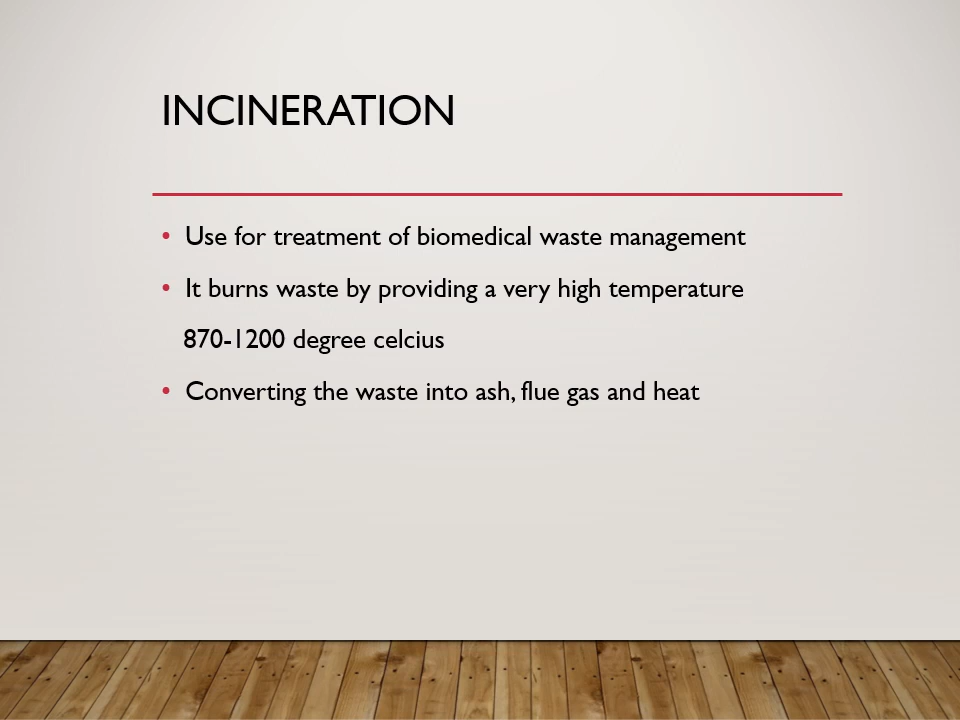 INCINERATION
• Use for treatment of biomedical waste management
• It burns waste by providing a very high temperature
870-1200 degree celcius
• Converting the waste into ash, flue gas and heat